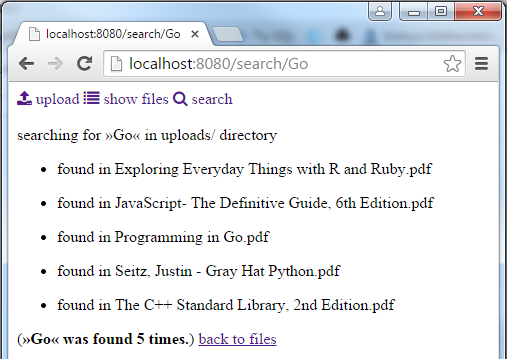 localhost:8080/search/Go
localhost:8080/search/Go
upload show files search
searching for »Go« in uploads/ directory
• found in Exploring Everyday Things with R and Ruby.pdf
• found in JavaScript- The Definitive Guide, 6th Edition.pdf
• found in Programming in Go.pdf
• found in Seitz, Justin - Gray Hat Python.pdf
• found in The C++ Standard Library, 2nd Edition.pdf
(»Go« was found 5 times.) back to files